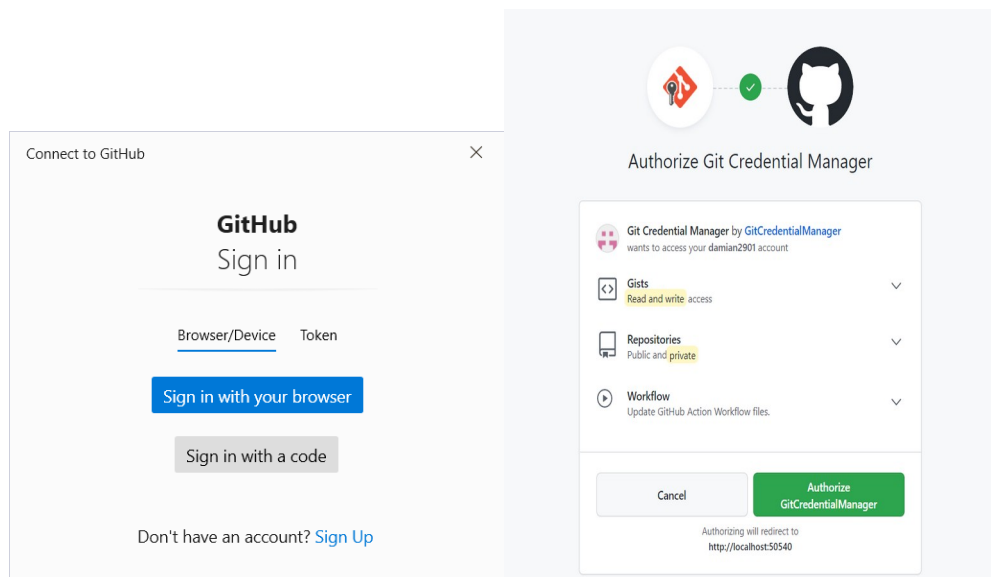 Connect to GitHub
GitHub
Sign in
Browser/Device Token
Sign in with your browser
Sign in with a code
Don't have an account? Sign Up
Authorize Git Credential Manager
Git Credential Manager by GitCredentialManager
wants to access your damian2901 account
Gists
Read and write access
Repositories
Public and private
Workflow
Update GitHub Action Workflow files.
Cancel
Authorize
GitCredentialManager
Authorizing will redirect to
http://localhost:50540